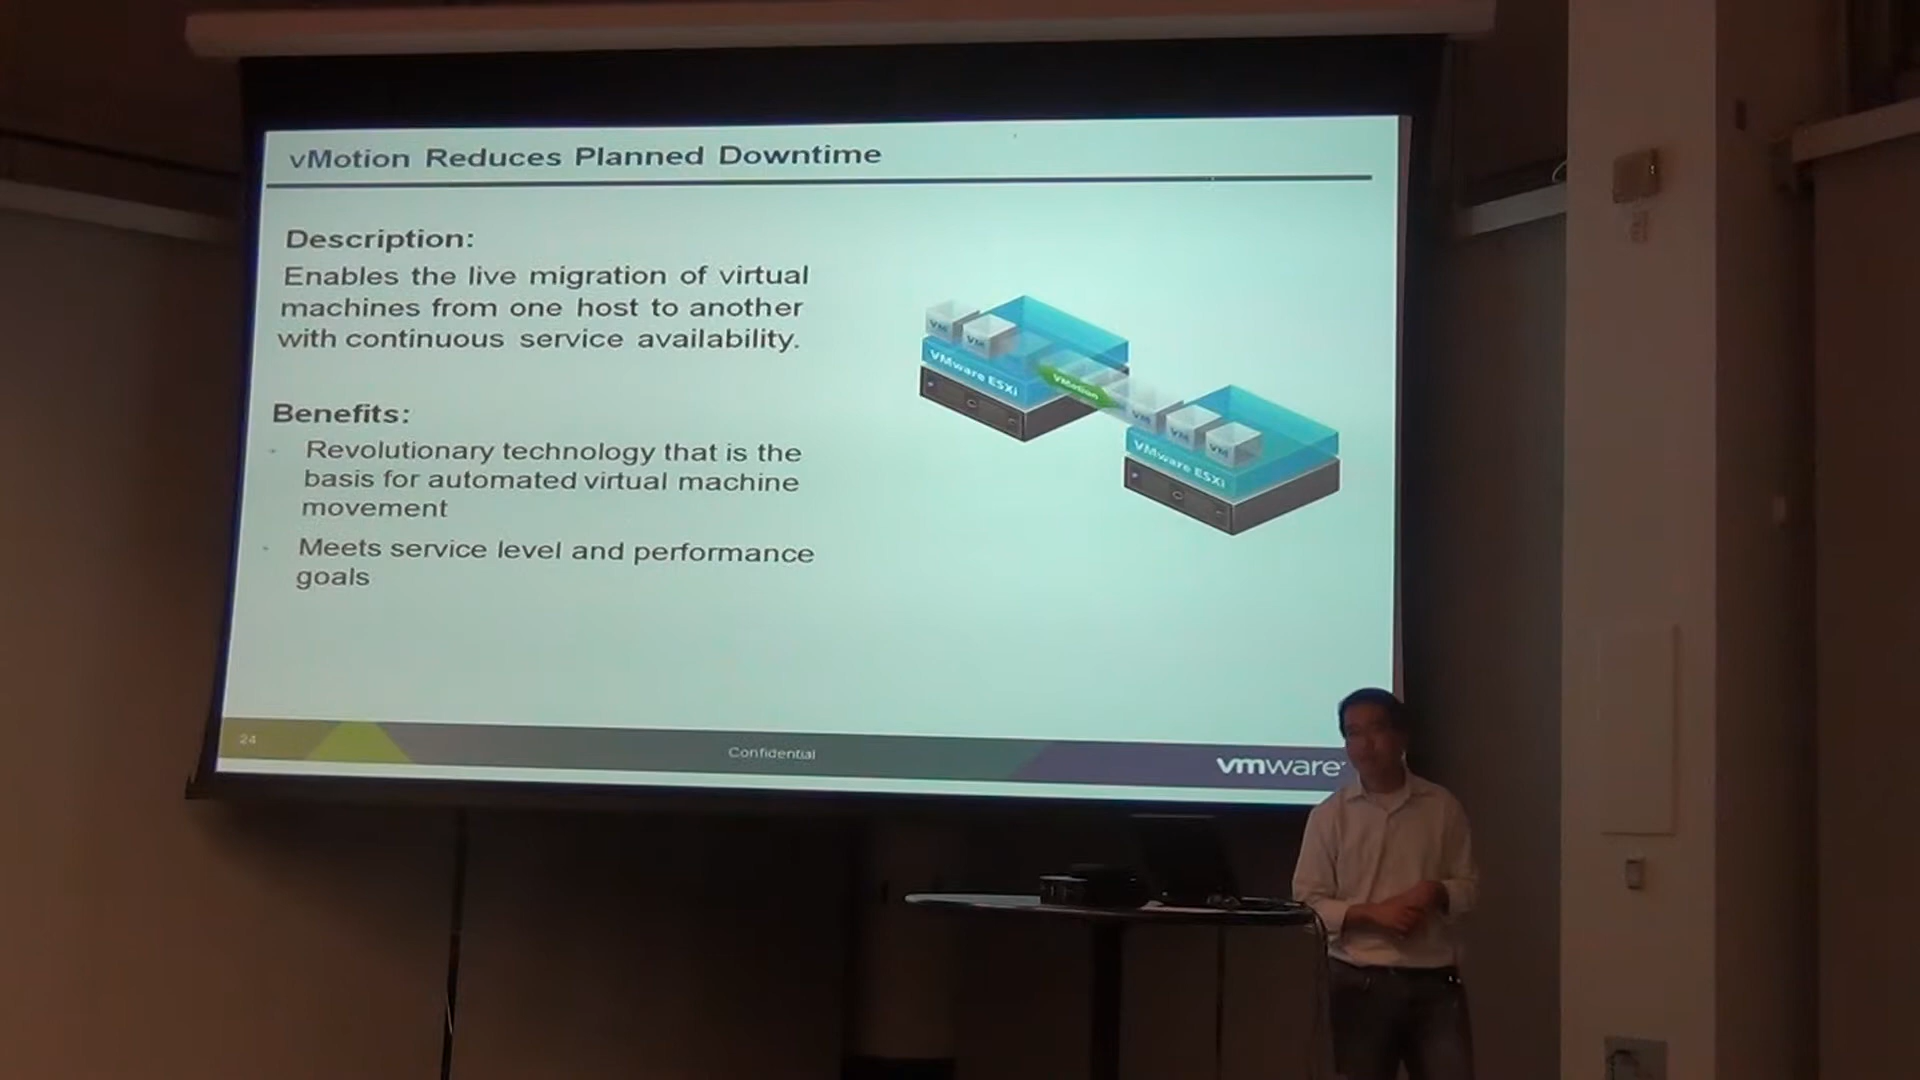 vMotion Reduces Planned Downtime
Description:
Enables the live migration of virtual
machines from one host to another
with continuous service availability.
Benefits:
Revolutionary technology that is the
basis for automated virtual machine
movement
Meets service level and performance
goals
VM
VM
VMware ESXi
VMotion
VM
VM
VM
VMware ESXi
24
Confidential
vmware